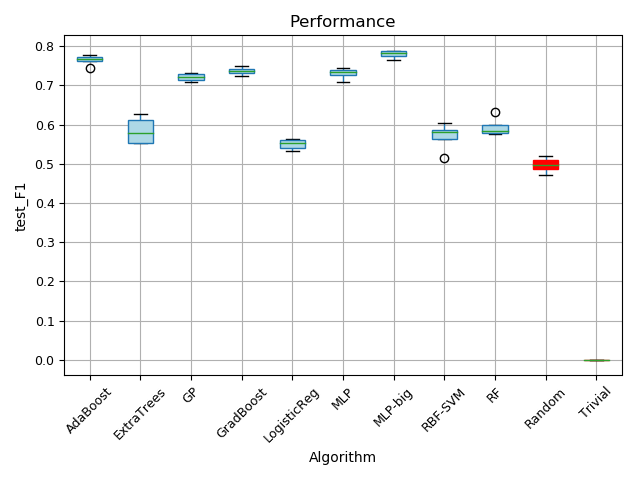 Performance
test_F1
0.8
0.7
0.6
0.5
0.4
0.3
0.2
0.1
0.0
AdaBoost
ExtraTrees
GP
GradBoost
LogisticReg
MLP
MLP-big
RBF-SVM
RF
Random
Trivial
Algorithm